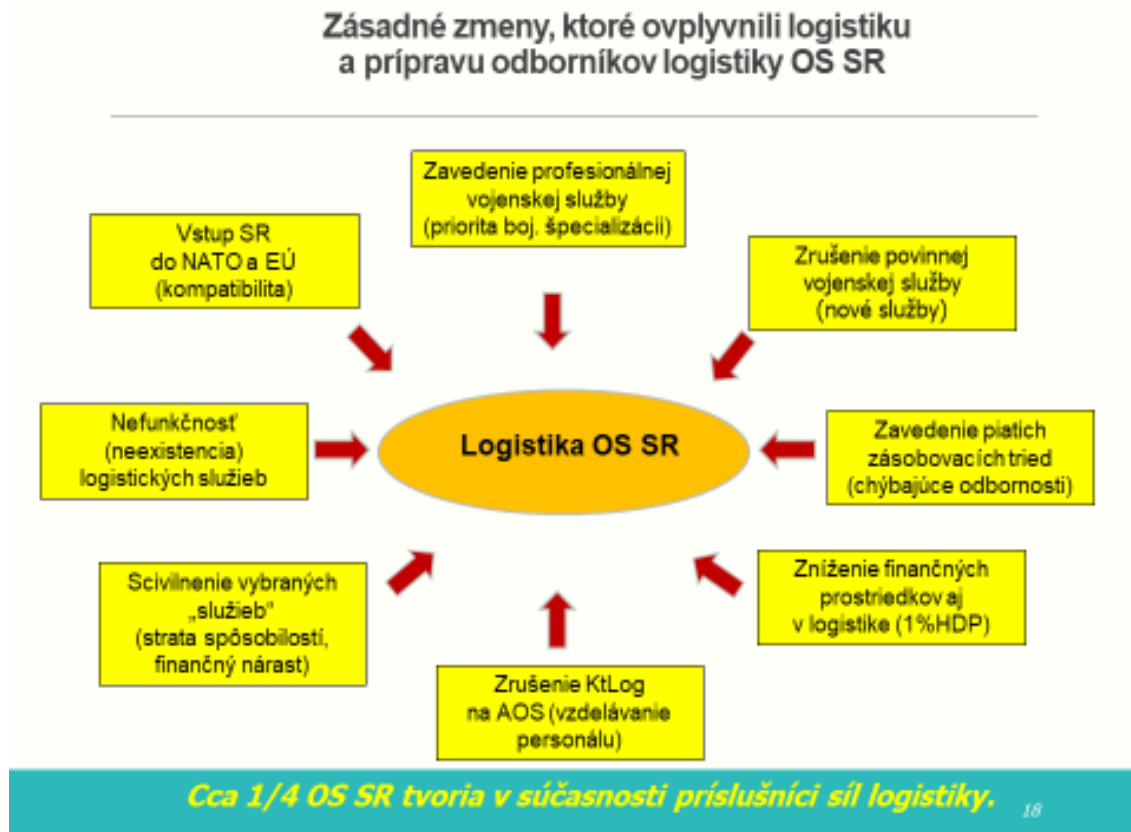 Zásadné zmeny, ktoré ovplyvnili logistiku
a prípravu odborníkov logistiky OS SR
Zavedenie profesionálnej
vojenskej služby
(priorita boj. špecializácii)
Vstup SR
do NATO a EÚ
(kompatibilita)
Zrušenie povinnej
vojenskej služby
(nové služby)
Nefunkčnosť
(neexistencia)
logistických služieb
Logistika OS SR
Zavedenie piatich
zásobovacích tried
(chýbajúce odbornosti)
Scivilnenie vybraných
„služieb"
(strata spôsobilostí,
finančný nárast)
Zníženie finančných
prostriedkov aj
v logistike (1%HDP)
Zrušenie KtLog
na AOS (vzdelávanie
personálu)
Cca 1/4 OS SR tvoria v súčasnosti príslušníci síl logistiky.
18